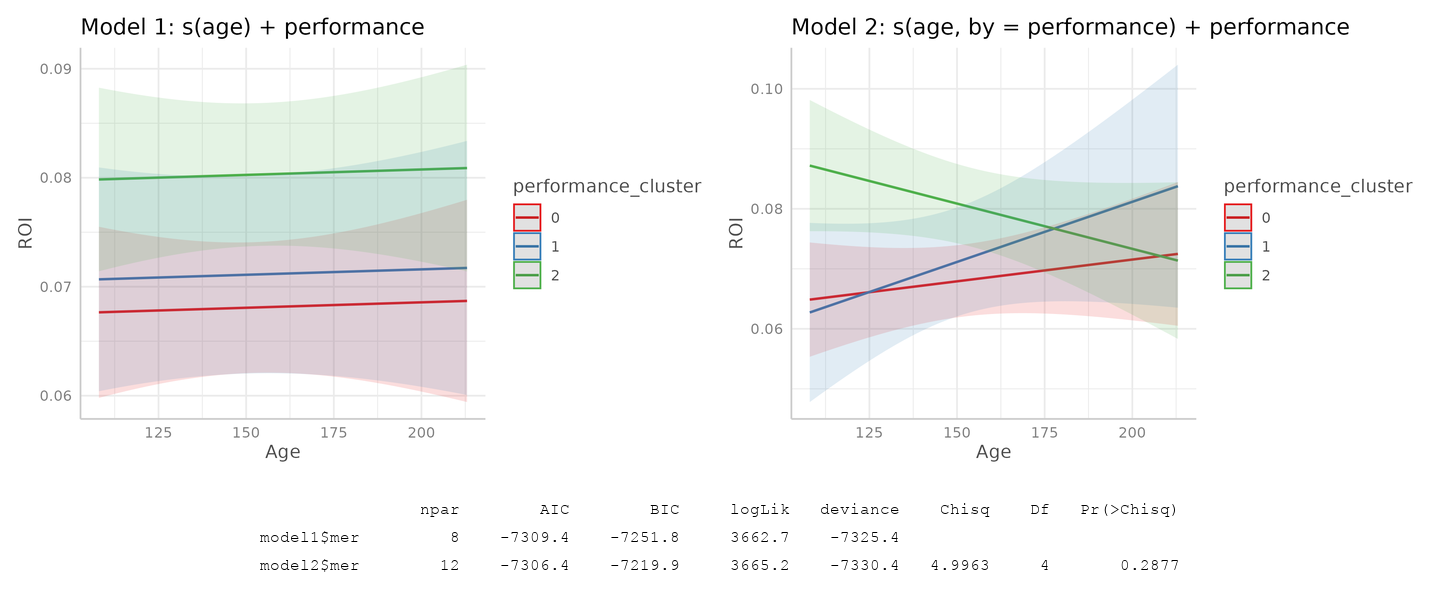 Model 1: s(age) + performance
0.09
0.08
0.07
0.06
ROI
125 150 175 200
Age
performance_cluster
0
1
2
Model 2: s(age, by = performance) + performance
0.10
0.08
0.06
ROI
125 150 175 200
Age
performance_cluster
0
1
2
npar AIC BIC logLik deviance Chisq Df Pr(>Chisq)
model1$mer 8 -7309.4 -7251.8 3662.7 -7325.4
model2$mer 12 -7306.4 -7219.9 3665.2 -7330.4 4.9963 4 0.2877